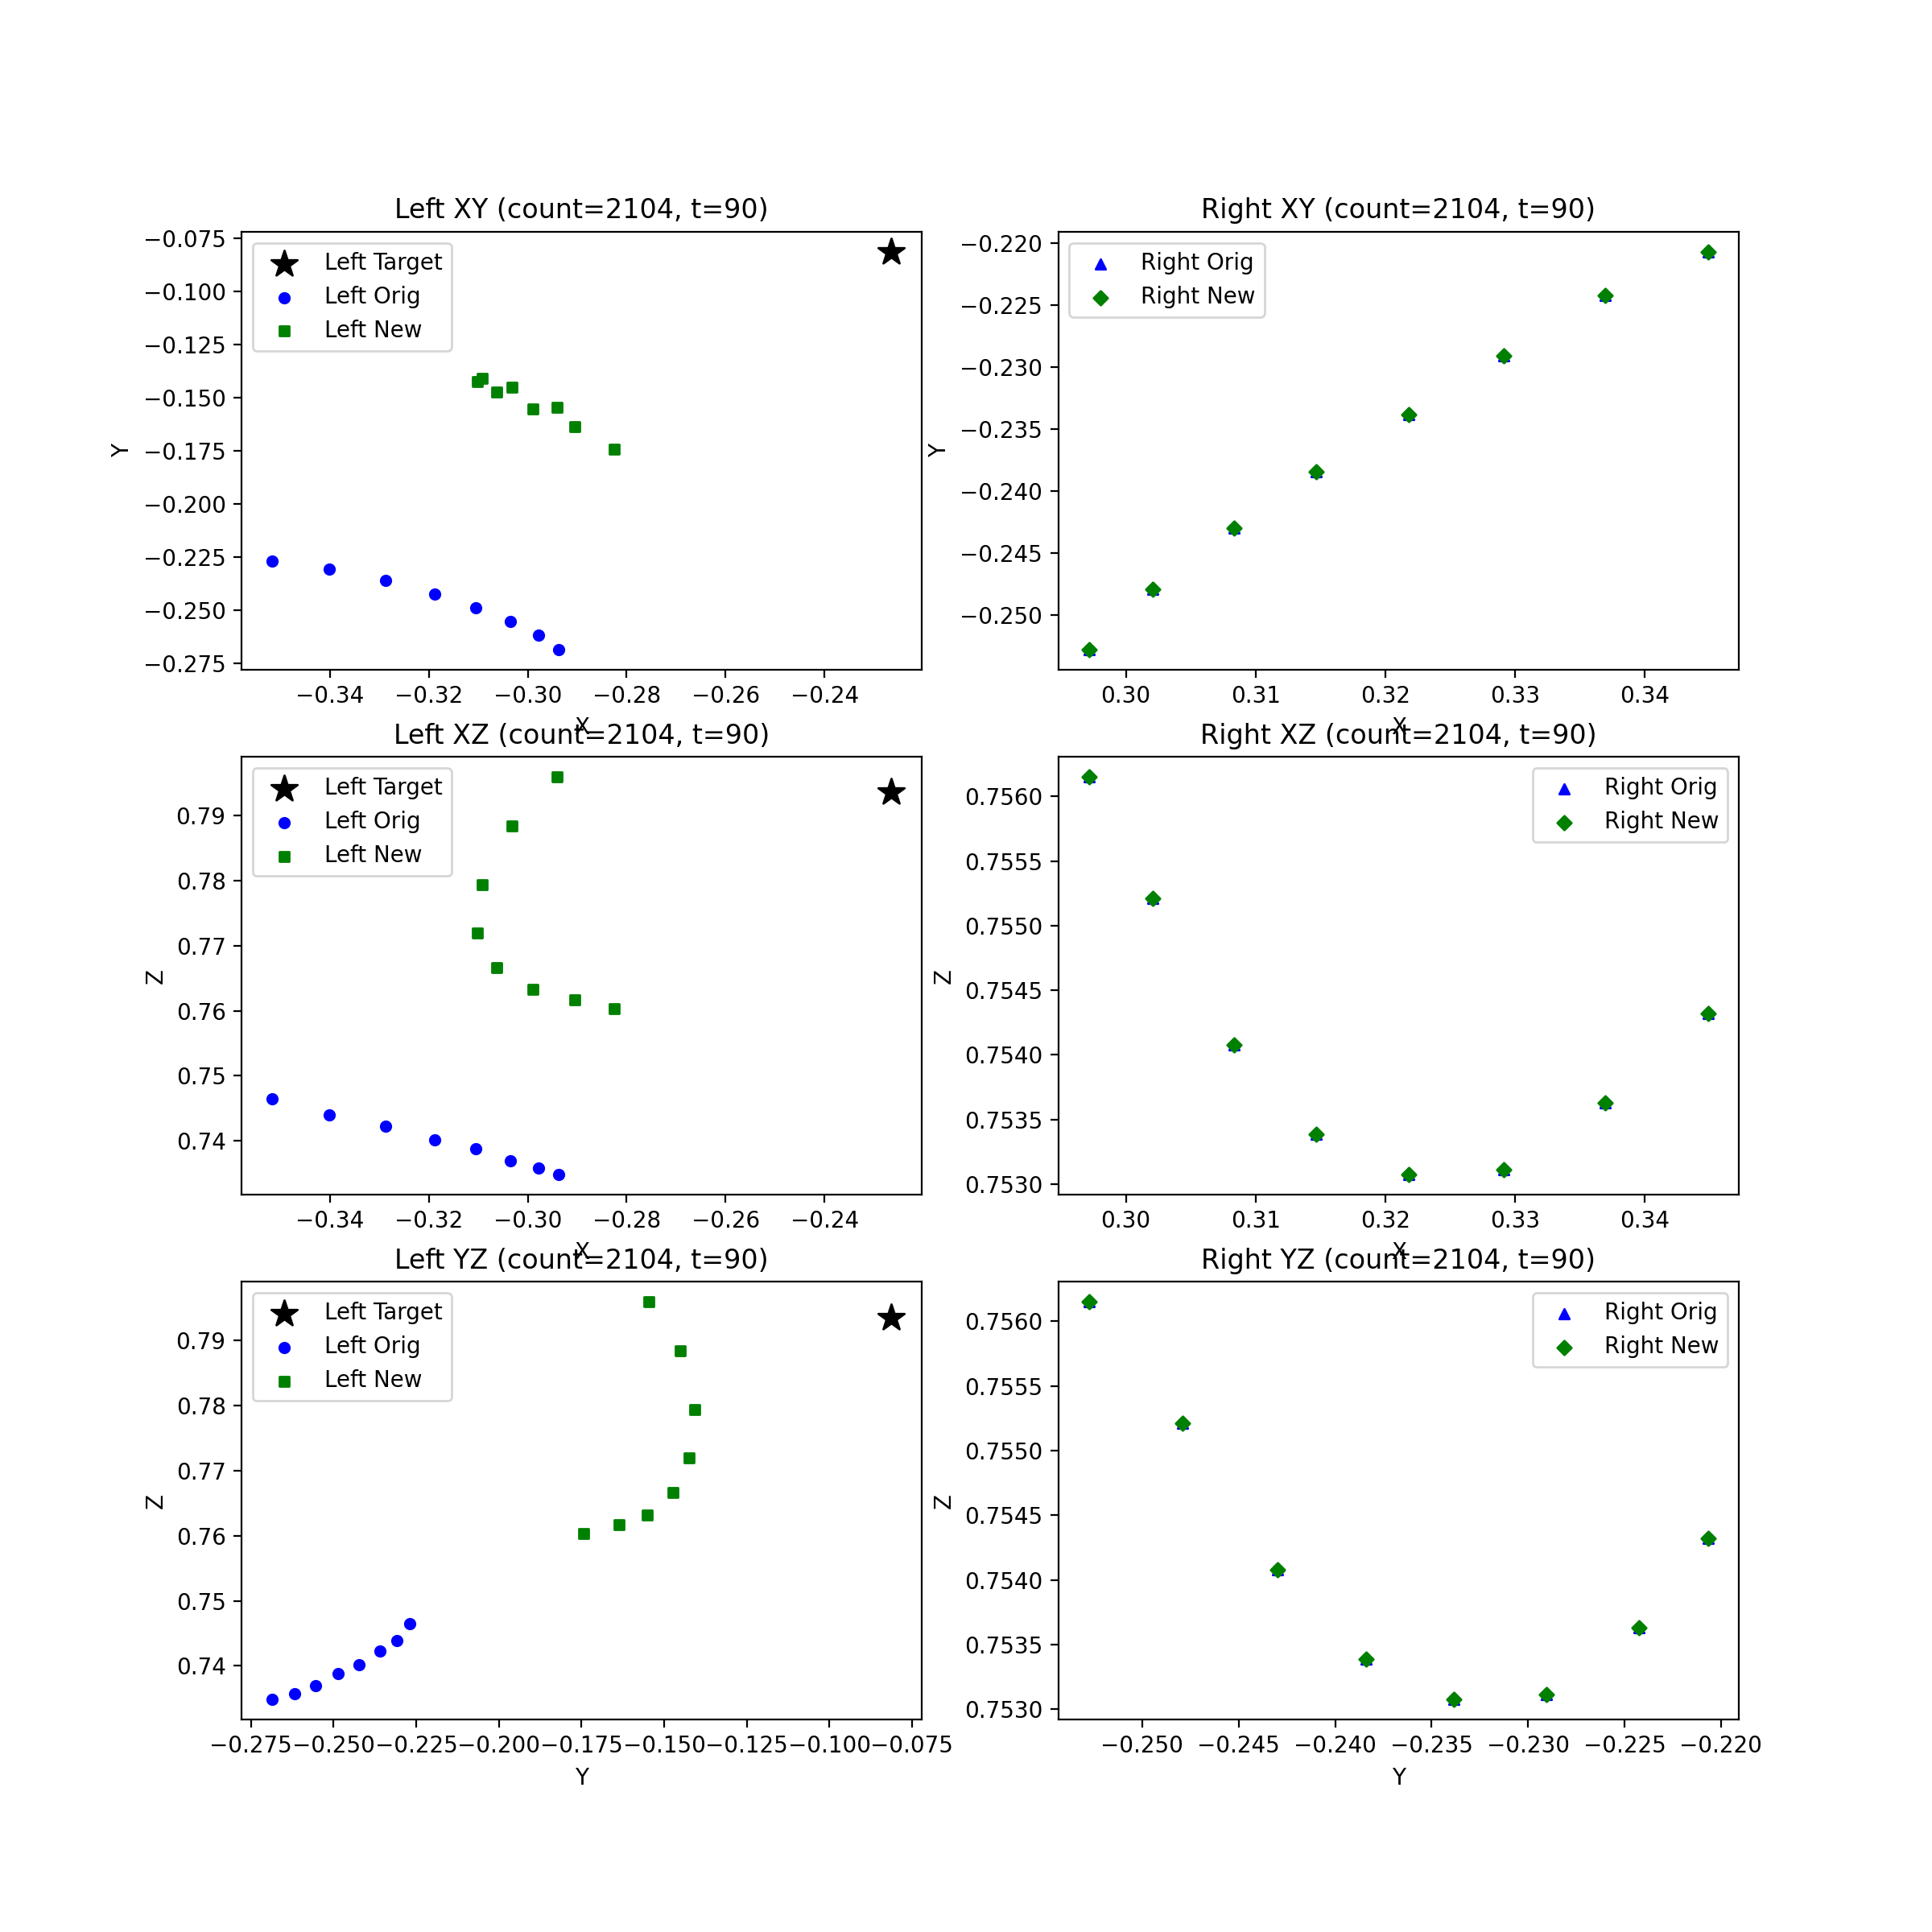 Left XY (count=2104, t=90)
Left Target
Left Orig
Left New
−0.075
−0.100
−0.125
−0.150
−0.175
−0.200
−0.225
−0.250
−0.275
Y
−0.34 −0.32 −0.30 −0.28 −0.26 −0.24
X
Right XY (count=2104, t=90)
Right Orig
Right New
−0.220
−0.225
−0.230
−0.235
−0.240
−0.245
−0.250
Y
0.30 0.31 0.32 0.33 0.34
X
Left XZ (count=2104, t=90)
Left Target
Left Orig
Left New
0.79
0.78
0.77
0.76
0.75
0.74
Z
−0.34 −0.32 −0.30 −0.28 −0.26 −0.24
X
Right XZ (count=2104, t=90)
Right Orig
Right New
0.7560
0.7555
0.7550
0.7545
0.7540
0.7535
0.7530
Z
0.30 0.31 0.32 0.33 0.34
X
Left YZ (count=2104, t=90)
Left Target
Left Orig
Left New
0.79
0.78
0.77
0.76
0.75
0.74
Z
−0.275 −0.250 −0.225 −0.200 −0.175 −0.150 −0.125 −0.100 −0.075
Y
Right YZ (count=2104, t=90)
Right Orig
Right New
0.7560
0.7555
0.7550
0.7545
0.7540
0.7535
0.7530
Z
−0.250 −0.245 −0.240 −0.235 −0.230 −0.225 −0.220
Y